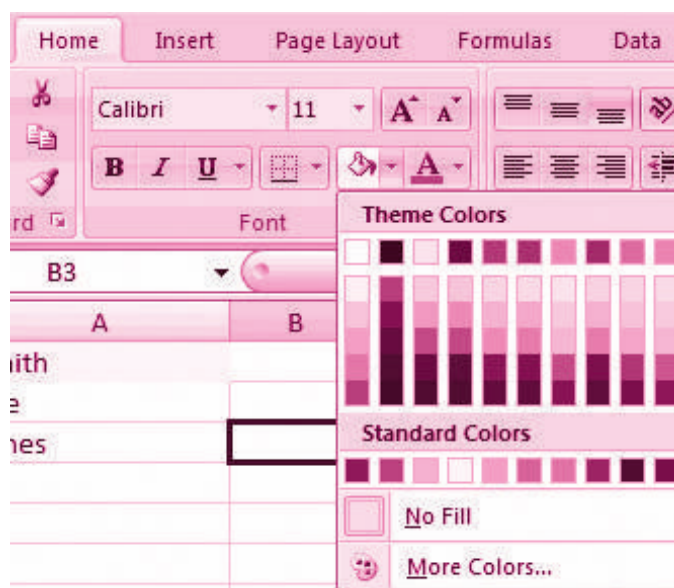 Home Insert Page Layout Formulas Data
Calibri 11 A A
B I U A
rd Font
Theme Colors
B3
A B
ith
e
nes
Standard Colors
No Fill
More Colors...